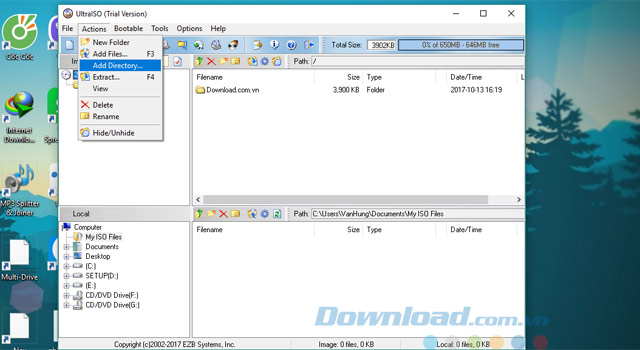 UltraISO (Trial Version)
File Actions Bootable Tools Options Help
New Folder
Add Files... F3
Add Directory...
Extract... F4
View
Delete
Rename
Hide/Unhide
Total Size: 3902KB 0% of 650MB - 646MB free
Path: /
Filename Size Type Date/Time
Download.com.vn 3,900 KB Folder 2017-10-13 16:19
Local
Path: C:\Users\VanHung\Documents\My ISO Files
Computer
My ISO Files
Documents
Desktop
(C:)
SETUP(D:)
(E:)
CD/DVD Drive(F:)
CD/DVD Drive(G:)
Filename Size Type Date/Time
Copyright (c)2002-2017 EZB Systems, Inc. Image: 0 files, 0 KB Local: 0 files, 0 KB
Cốc Cốc
Internet
Downlo...
MP3 Splitter
& Joiner
Multi-Drive
Download.com.vn